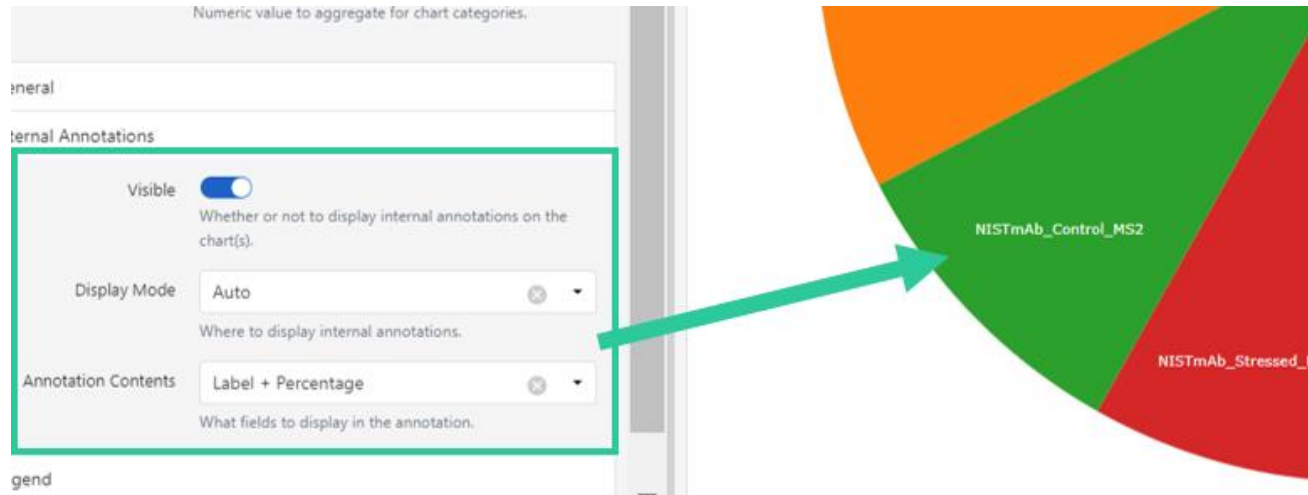 Numeric value to aggregate for chart categories.
eneral
ternal Annotations
Visible
Whether or not to display internal annotations on the
chart(s).
Display Mode
Auto
Where to display internal annotations.
Annotation Contents
Label + Percentage
What fields to display in the annotation.
gend
NISTmAb_Control_MS2
NISTmAb_Stressed_